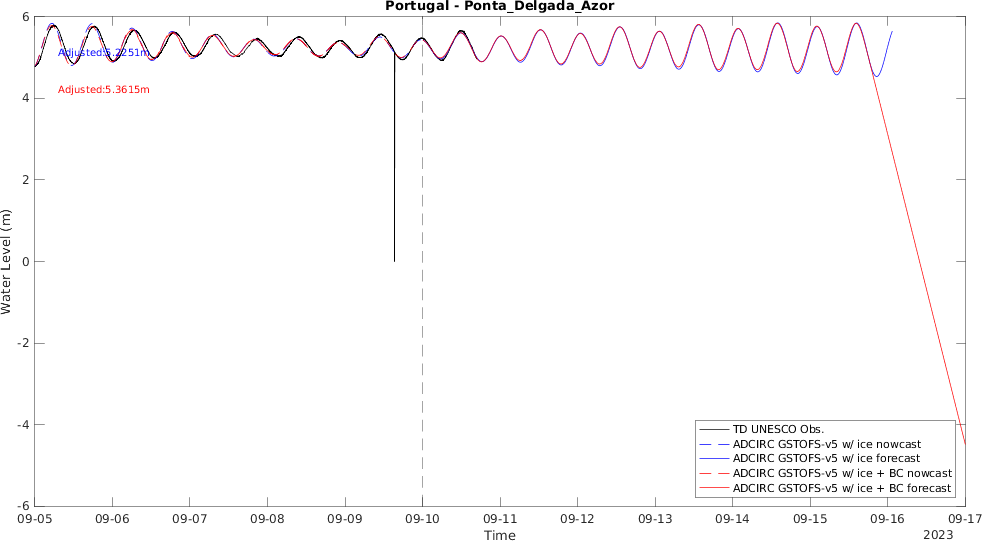 Portugal - Ponta_Delgada_Azor
6
Adjusted:5.2251m
Adjusted:5.3615m
4
2
0
-2
-4
-6
Water Level (m)
TD UNESCO Obs.
ADCIRC GSTOFS-v5 w/ ice nowcast
ADCIRC GSTOFS-v5 w/ ice forecast
ADCIRC GSTOFS-v5 w/ ice + BC nowcast
ADCIRC GSTOFS-v5 w/ ice + BC forecast
09-05 09-06 09-07 09-08 09-09 09-10 09-11 09-12 09-13 09-14 09-15 09-16 09-17
Time
2023